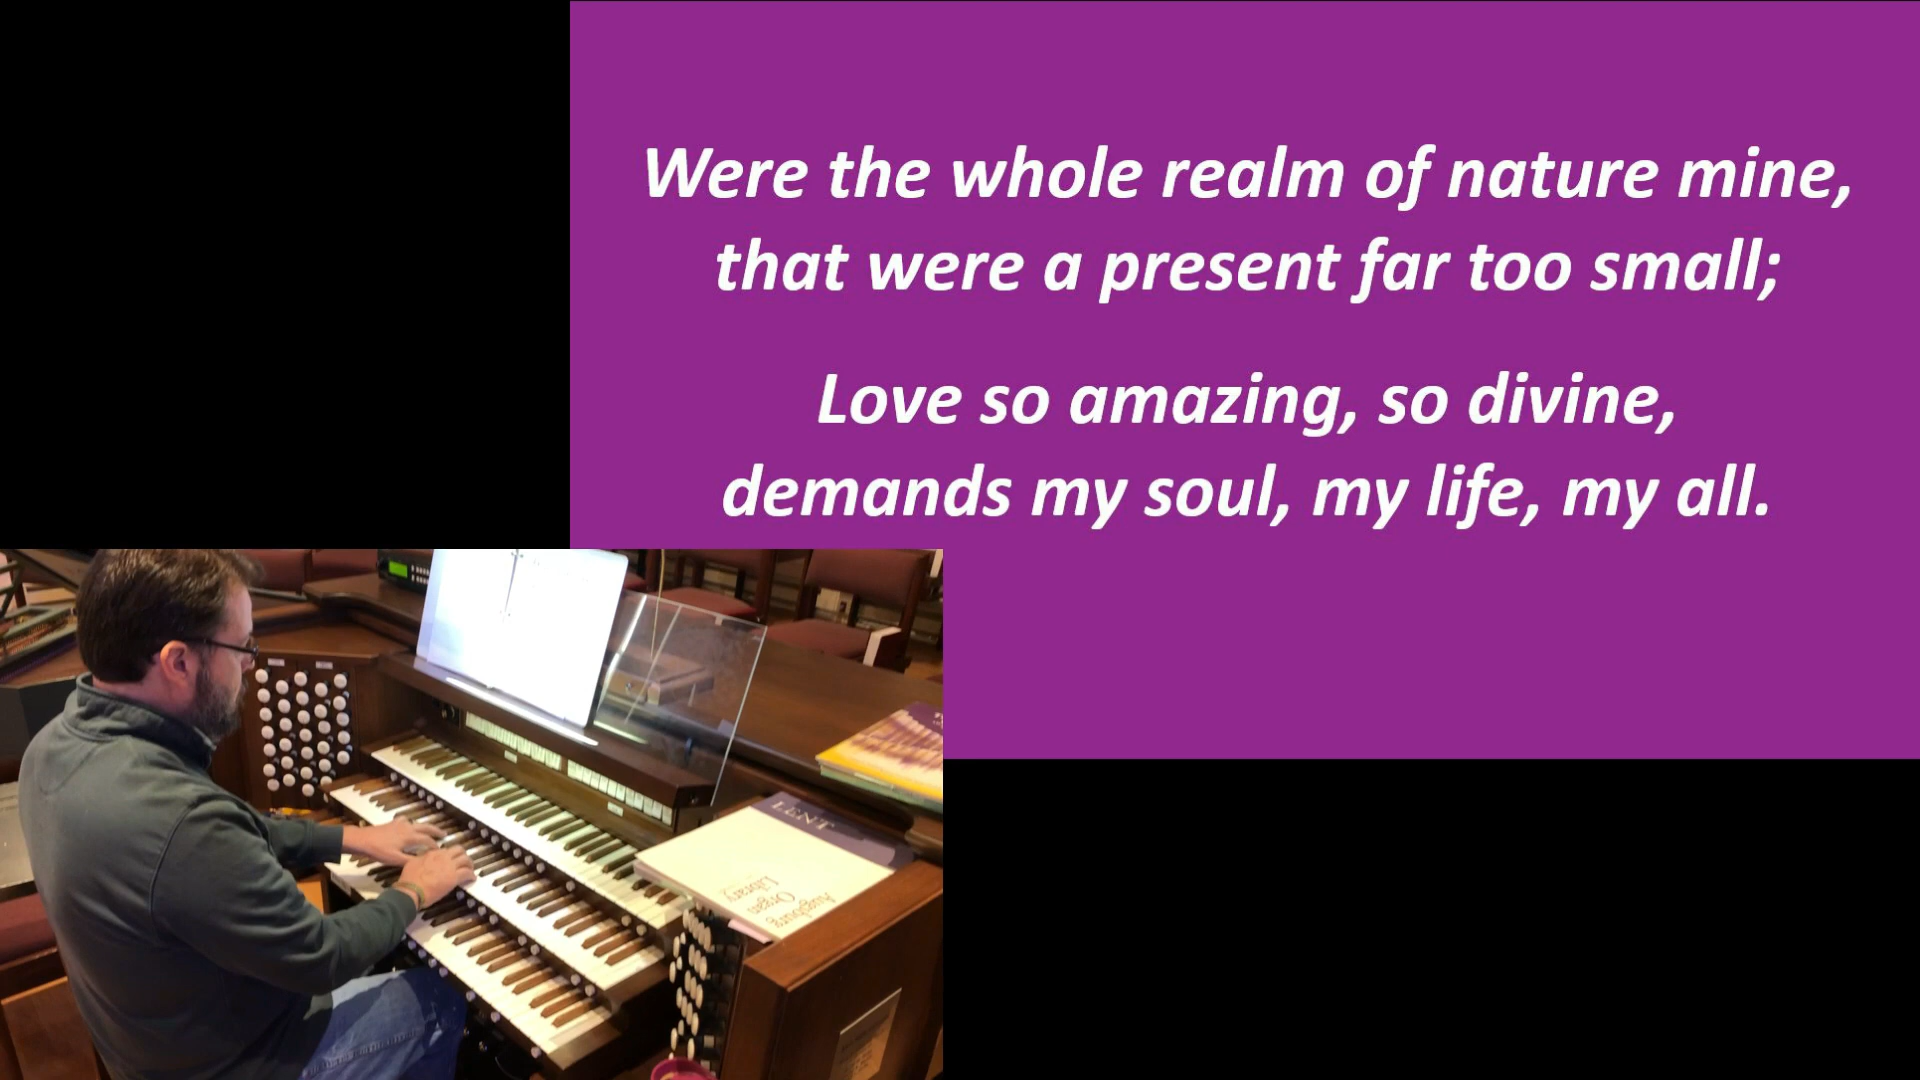 Were the whole realm of nature mine,
that were a present far too small;
Love so amazing, so divine,
demands my soul, my life, my all.
LENT
Augsburg
Organ
Library